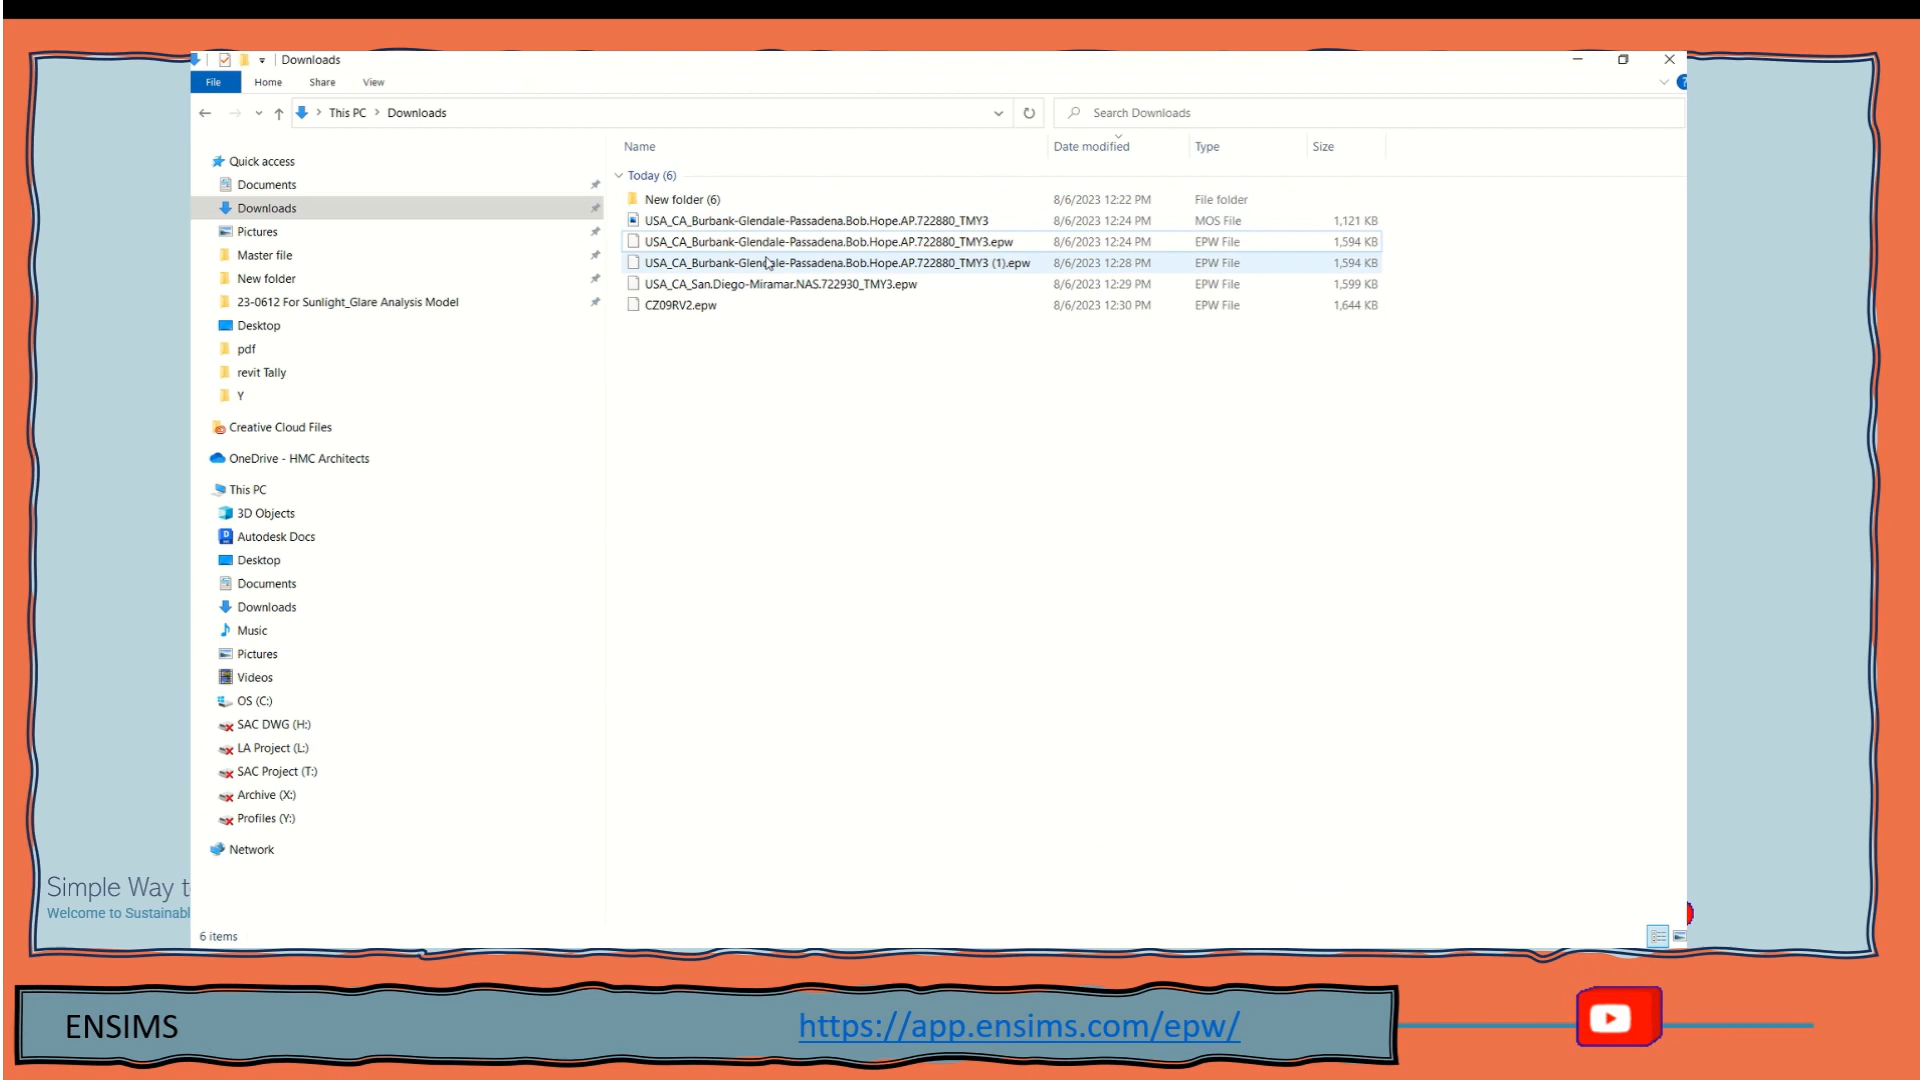 Downloads
File
Home
Share
View
This PC
Downloads
Search Downloads
Name
Date modified
Type
Size
Today (6)
New folder (6)
8/6/2023 12:22 PM
File folder
USA_CA_Burbank-Glendale-Passadena.Bob.Hope.AP.722880_TMY3
8/6/2023 12:24 PM
MOS File
1,121 KB
USA_CA_Burbank-Glendale-Passadena.Bob.Hope.AP.722880_TMY3.epw
8/6/2023 12:24 PM
EPW File
1,594 KB
USA_CA_Burbank-Glendale-Passadena.Bob.Hope.AP.722880_TMY3 (1).epw
8/6/2023 12:28 PM
EPW File
1,594 KB
USA_CA_San.Diego-Miramar.NAS.722930_TMY3.epw
8/6/2023 12:29 PM
EPW File
1,599 KB
CZ09RV2.epw
8/6/2023 12:30 PM
EPW File
1,644 KB
Quick access
Documents
Downloads
Pictures
Master file
New folder
23-0612 For Sunlight_Glare Analysis Model
Desktop
pdf
revit Tally
Y
Creative Cloud Files
OneDrive - HMC Architects
This PC
3D Objects
Autodesk Docs
Desktop
Documents
Downloads
Music
Pictures
Videos
OS (C:)
SAC DWG (H:)
LA Project (L:)
SAC Project (T:)
Archive (X:)
Profiles (Y:)
Network
6 items
Simple Way t
Welcome to Sustainabl
ENSIMS
https://app.ensims.com/epw/